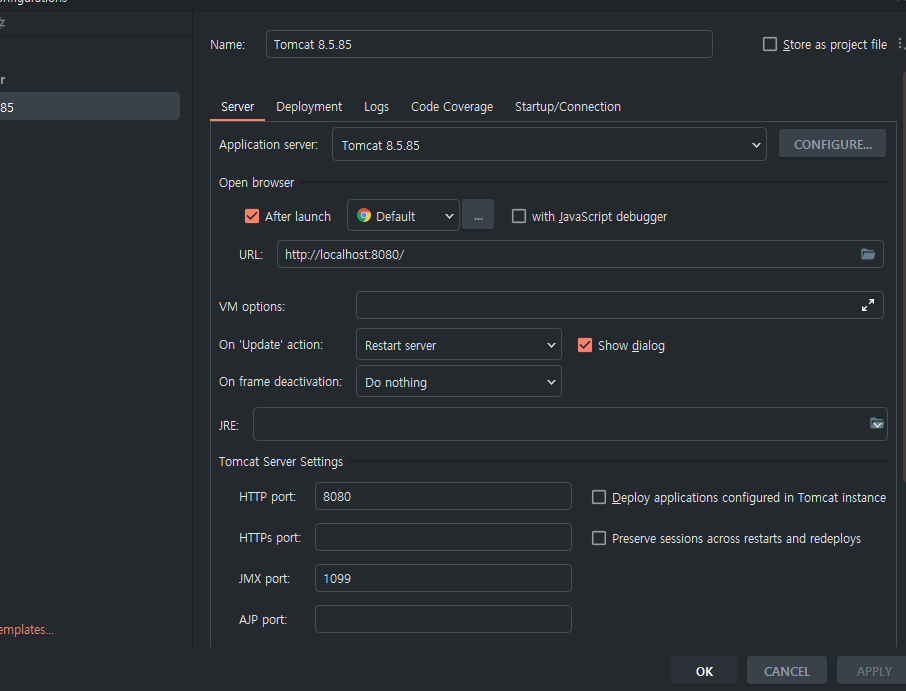 onfigurations
Name: Tomcat 8.5.85 Store as project file
r
85
Server Deployment Logs Code Coverage Startup/Connection
Application server: Tomcat 8.5.85 CONFIGURE...
Open browser
After launch Default ... with JavaScript debugger
URL: http://localhost:8080/
VM options:
On 'Update' action: Restart server Show dialog
On frame deactivation: Do nothing
JRE:
Tomcat Server Settings
HTTP port: 8080 Deploy applications configured in Tomcat instance
HTTPs port: Preserve sessions across restarts and redeploys
JMX port: 1099
AJP port:
emplates...
OK CANCEL APPLY